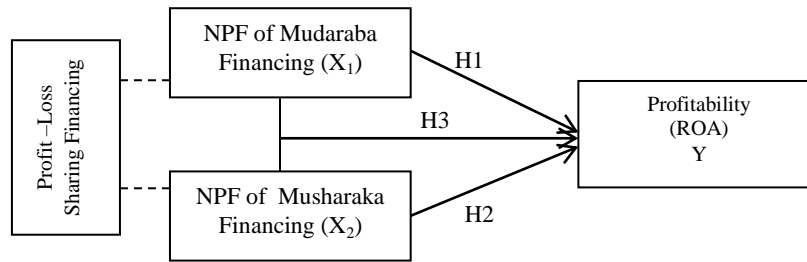 Profit –Loss
Sharing Financing
NPF of Mudaraba
Financing (X₁)
NPF of Musharaka
Financing (X₂)
H1
H3
H2
Profitability
(ROA)
Y